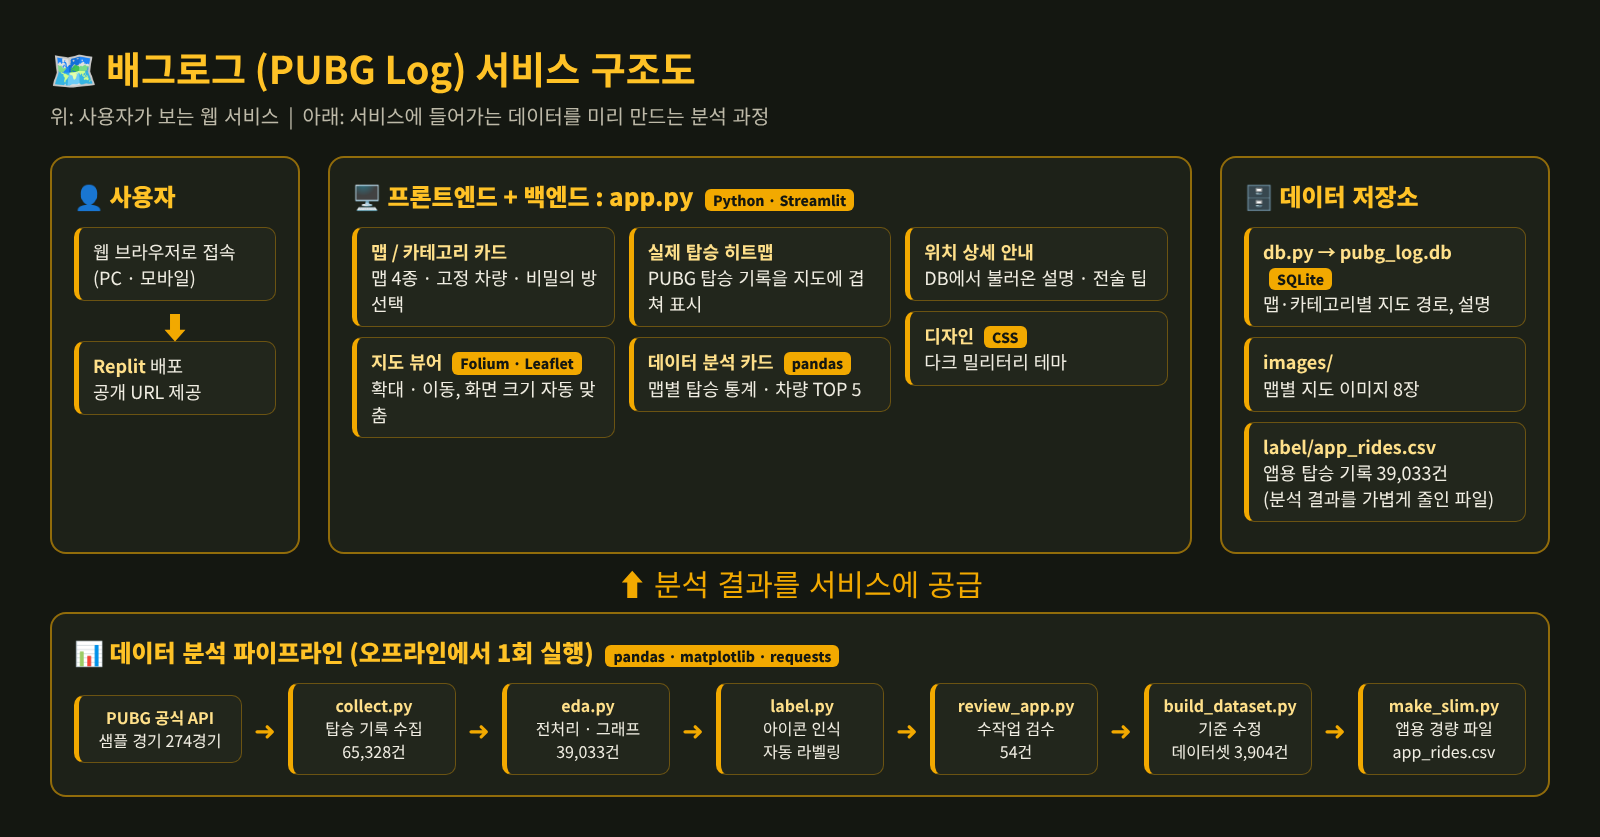 배그로그 (PUBG Log) 서비스 구조도
위: 사용자가 보는 웹 서비스 | 아래: 서비스에 들어가는 데이터를 미리 만드는 분석 과정
사용자
웹 브라우저로 접속
(PC · 모바일)
Replit 배포
공개 URL 제공
프론트엔드 + 백엔드 : app.py Python · Streamlit
맵 / 카테고리 카드
맵 4종 · 고정 차량 · 비밀의 방
선택
지도 뷰어 Folium · Leaflet
확대 · 이동, 화면 크기 자동 맞
춤
실제 탑승 히트맵
PUBG 탑승 기록을 지도에 겹
쳐 표시
데이터 분석 카드 pandas
맵별 탑승 통계 · 차량 TOP 5
위치 상세 안내
DB에서 불러온 설명 · 전술 팁
디자인 CSS
다크 밀리터리 테마
데이터 저장소
db.py → pubg_log.db
SQLite
맵·카테고리별 지도 경로, 설명
images/
맵별 지도 이미지 8장
label/app_rides.csv
앱용 탑승 기록 39,033건
(분석 결과를 가볍게 줄인 파일)
⬆ 분석 결과를 서비스에 공급
데이터 분석 파이프라인 (오프라인에서 1회 실행) pandas · matplotlib · requests
PUBG 공식 API
샘플 경기 274경기
collect.py
탑승 기록 수집
65,328건
eda.py
전처리 · 그래프
39,033건
label.py
아이콘 인식
자동 라벨링
review_app.py
수작업 검수
54건
build_dataset.py
기준 수정
데이터셋 3,904건
make_slim.py
앱용 경량 파일
app_rides.csv